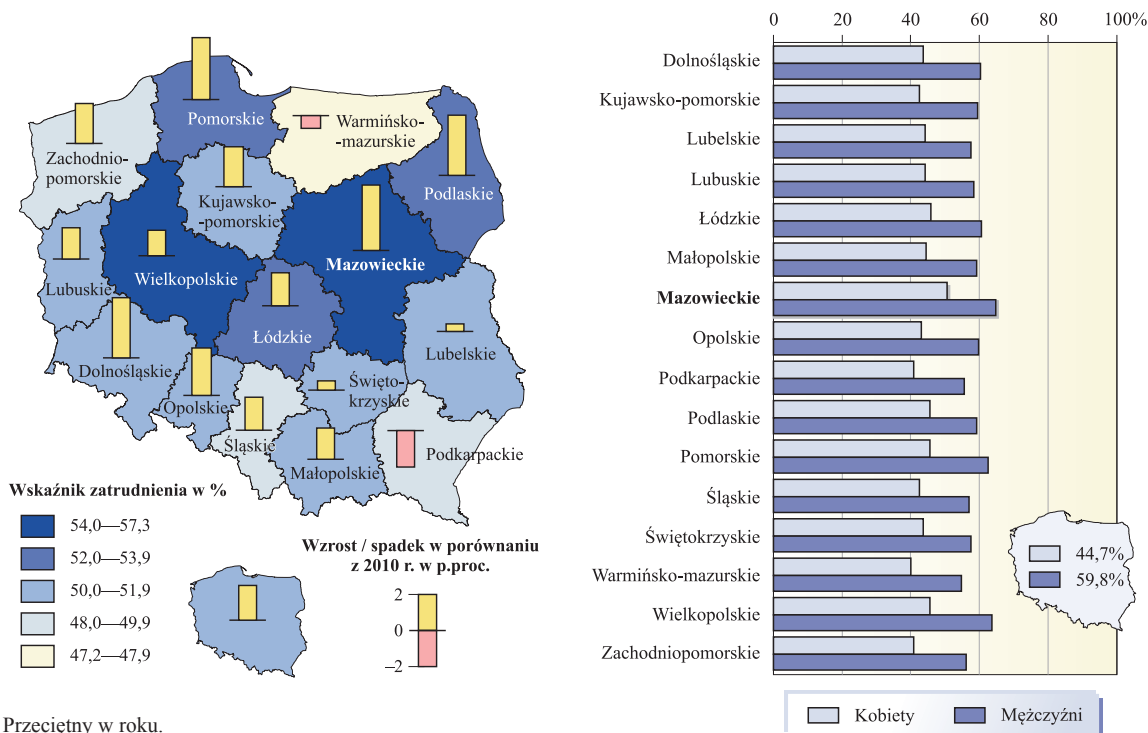 Pomorskie
Warmińsko-
-mazurskie
Zachodnio-
pomorskie
Podlaskie
Kujawsko-
-pomorskie
Mazowieckie
Wielkopolskie
Lubuskie
Łódzkie
Lubelskie
Dolnośląskie
Święto-
krzyskie
Opolskie
Śląskie
Małopolskie
Podkarpackie
Wskaźnik zatrudnienia w %
54,0—57,3
52,0—53,9
50,0—51,9
48,0—49,9
47,2—47,9
Wzrost / spadek w porównaniu
z 2010 r. w p.proc.
2
0
–2
Przeciętny w roku.
0 20 40 60 80 100%
Dolnośląskie
Kujawsko-pomorskie
Lubelskie
Lubuskie
Łódzkie
Małopolskie
Mazowieckie
Opolskie
Podkarpackie
Podlaskie
Pomorskie
Śląskie
Świętokrzyskie
Warmińsko-mazurskie
Wielkopolskie
Zachodniopomorskie
44,7%
59,8%
Kobiety Mężczyźni